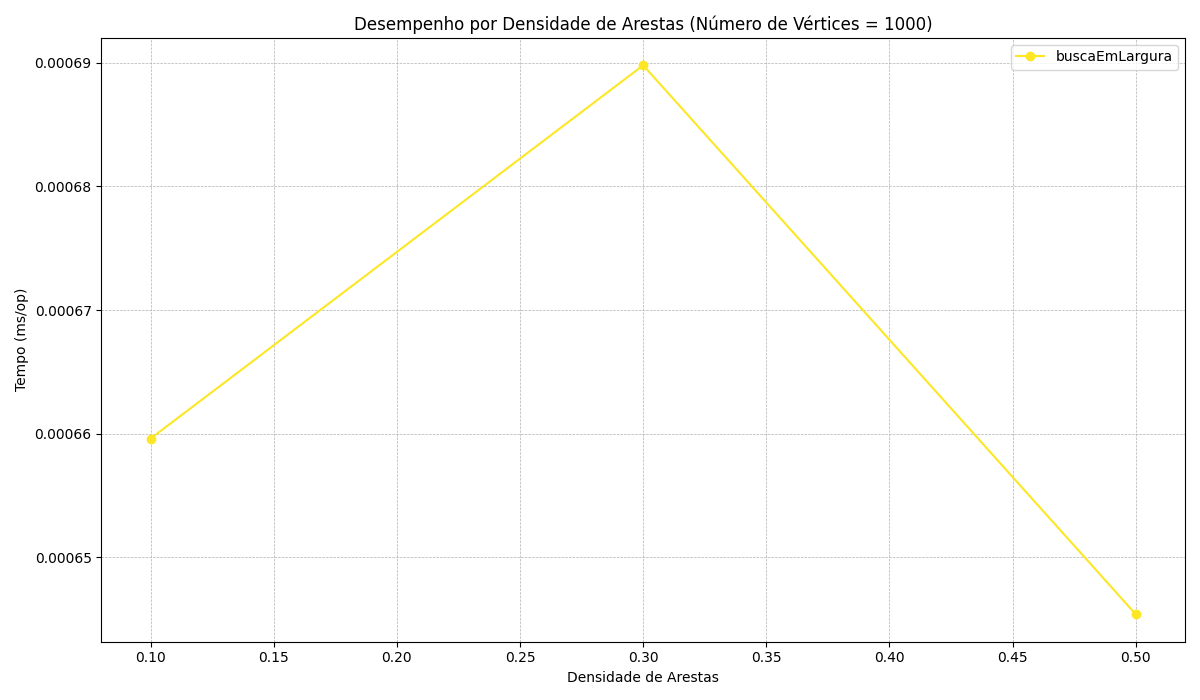 Desempenho por Densidade de Arestas (Número de Vértices = 1000)
buscaEmLargura
Tempo (ms/op)
0.00069
0.00068
0.00067
0.00066
0.00065
0.10 0.15 0.20 0.25 0.30 0.35 0.40 0.45 0.50
Densidade de Arestas